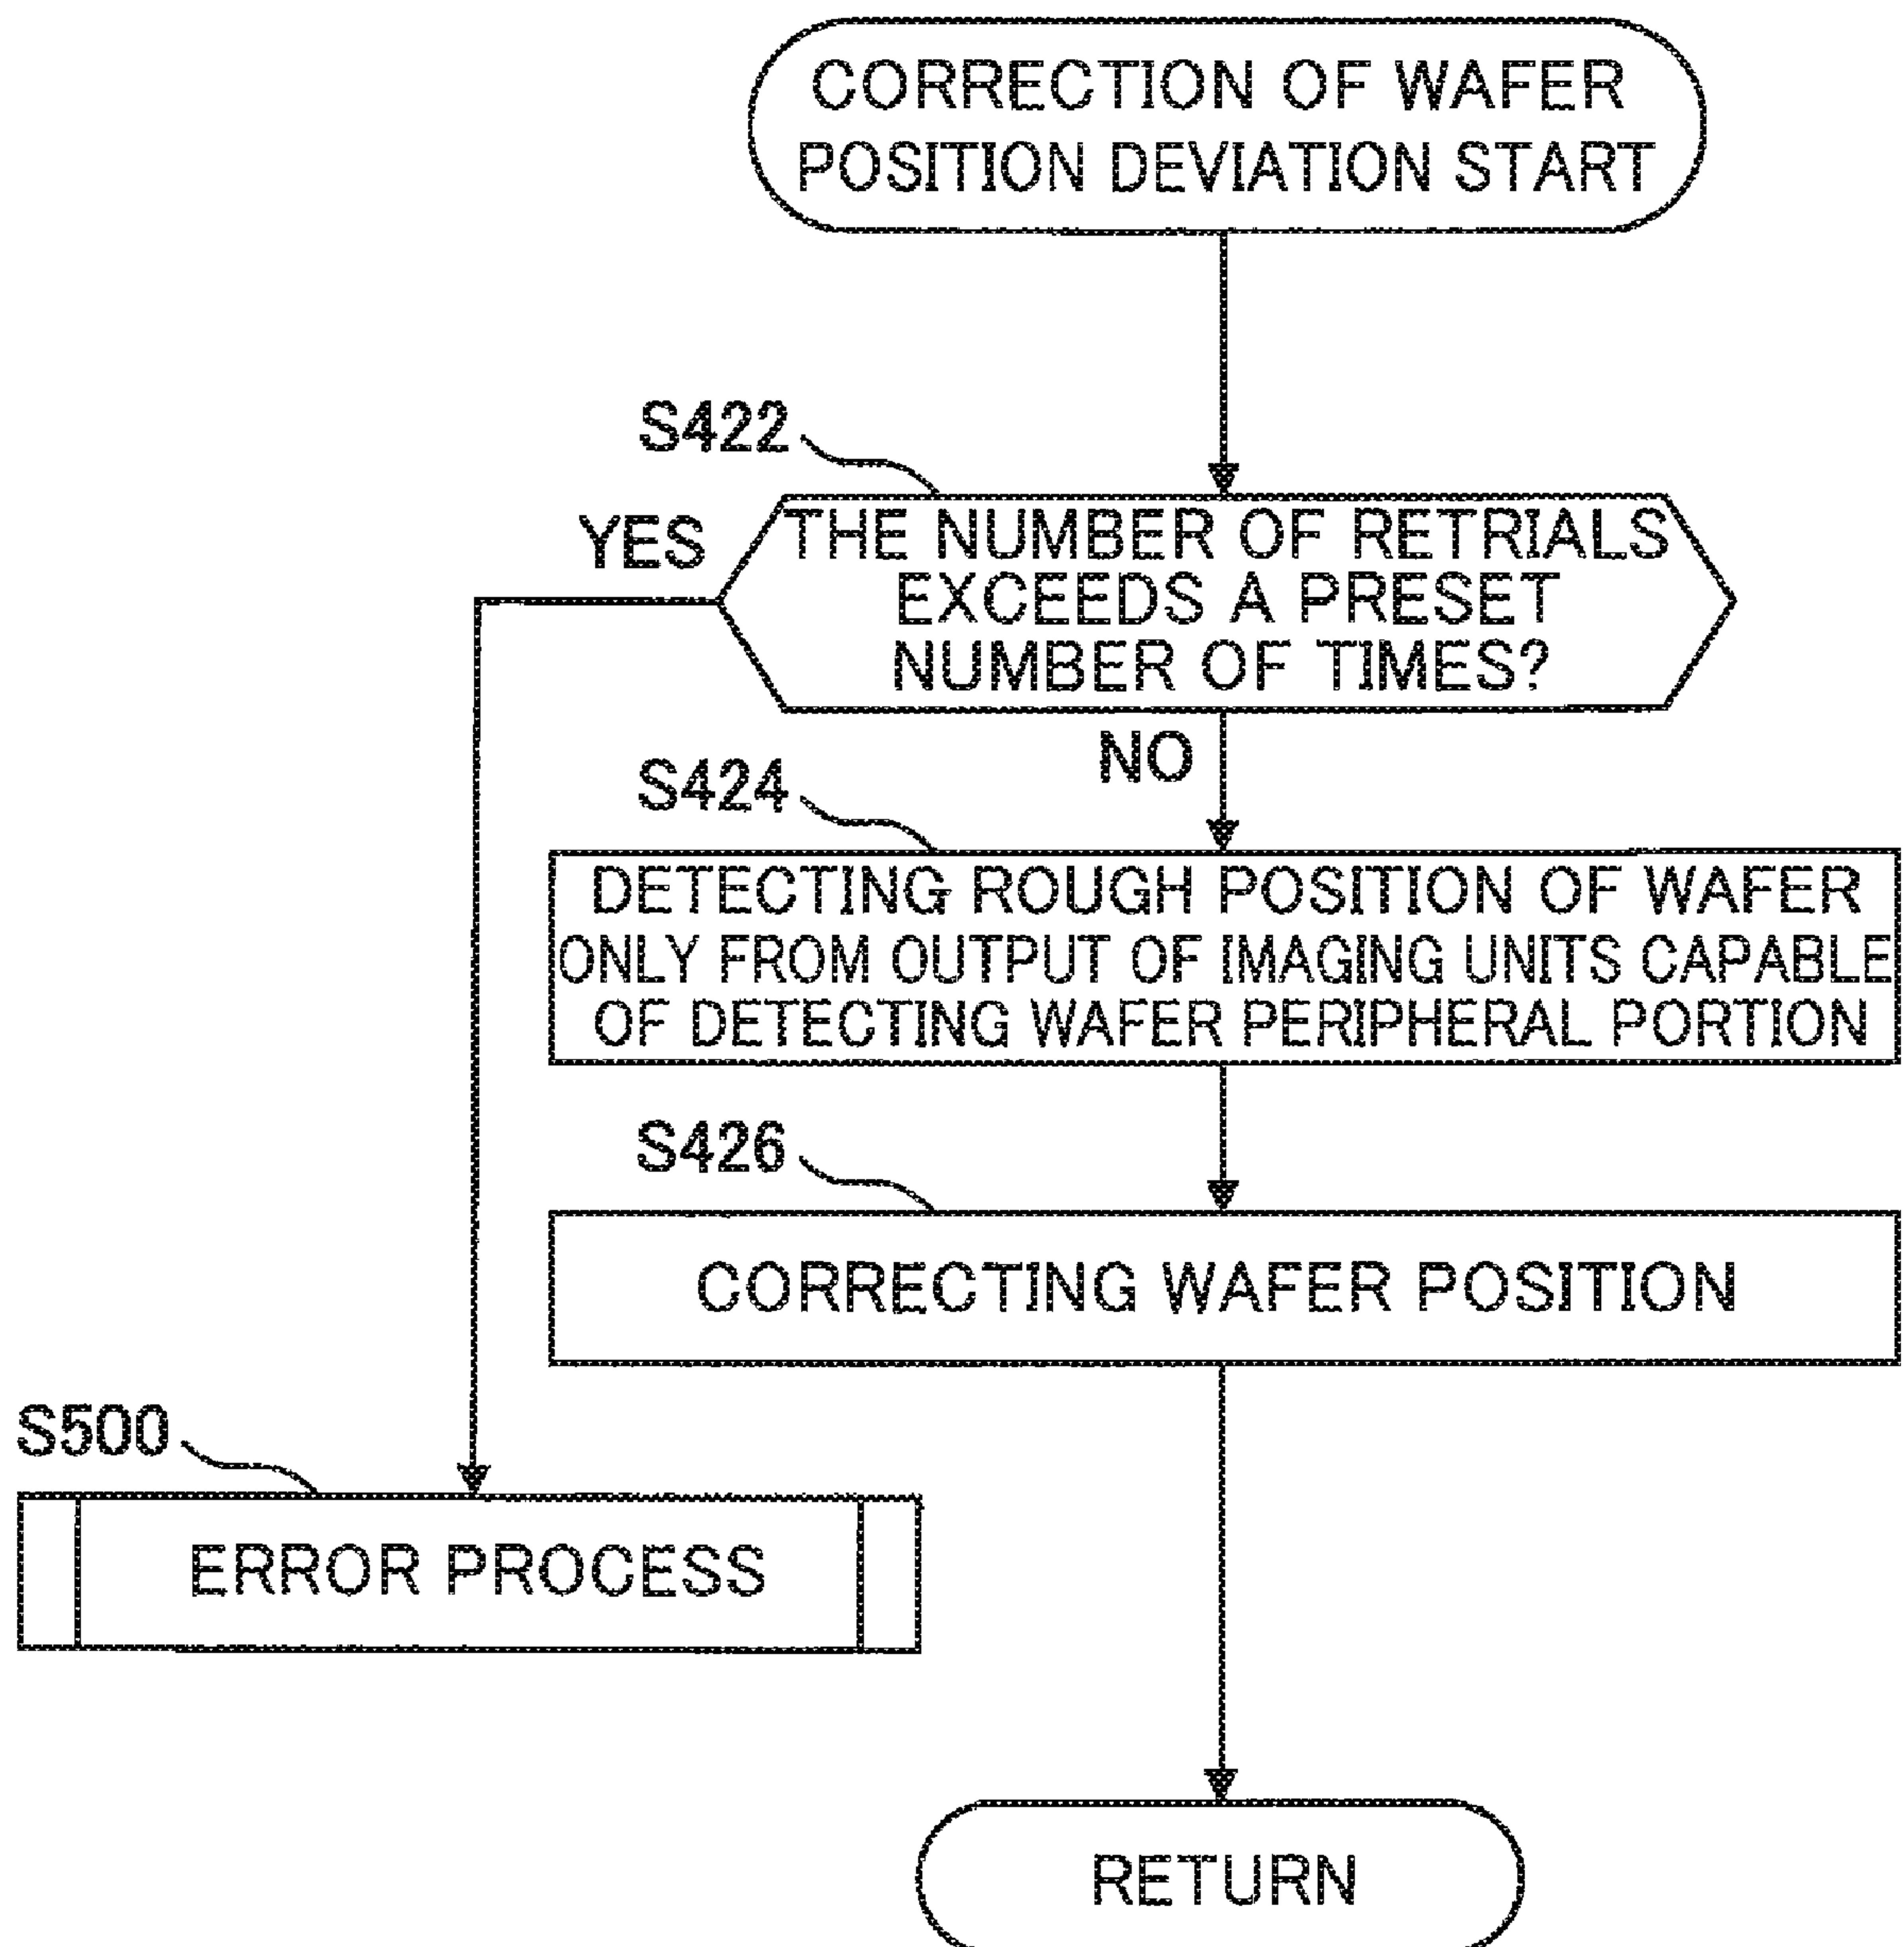 CORRECTION OF WAFER
POSITION DEVIATION START
S422
YES
THE NUMBER OF RETRIALS
EXCEEDS A PRESET
NUMBER OF TIMES?
NO
S424
DETECTING ROUGH POSITION OF WAFER
ONLY FROM OUTPUT OF IMAGING UNITS CAPABLE
OF DETECTING WAFER PERIPHERAL PORTION
S426
CORRECTING WAFER POSITION
S500
ERROR PROCESS
RETURN